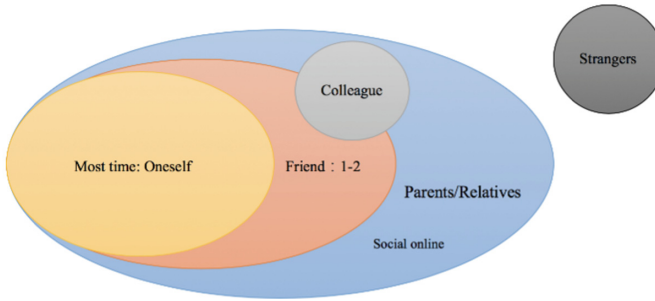 Strangers
Colleague
Most time: Oneself
Friend：1-2
Parents/Relatives
Social online